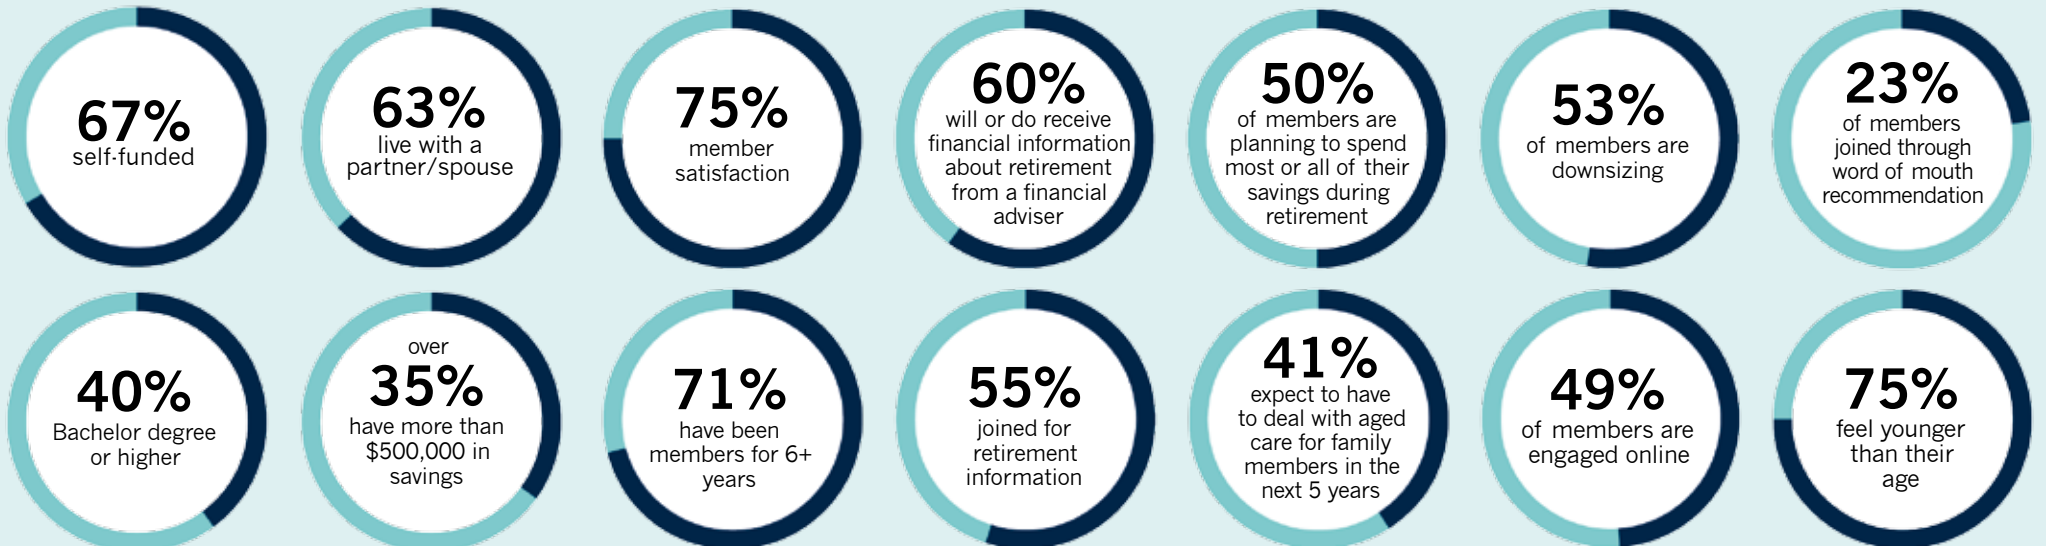 67%
self-funded
63%
live with a
partner/spouse
75%
member
satisfaction
60%
will or do receive
financial information
about retirement
from a financial
adviser
50%
of members are
planning to spend
most or all of their
savings during
retirement
53%
of members are
downsizing
23%
of members
joined through
word of mouth
recommendation
40%
Bachelor degree
or higher
over
35%
have more than
$500,000 in
savings
71%
have been
members for 6+
years
55%
joined for
retirement
information
41%
expect to have
to deal with aged
care for family
members in the
next 5 years
49%
of members are
engaged online
75%
feel younger
than their
age